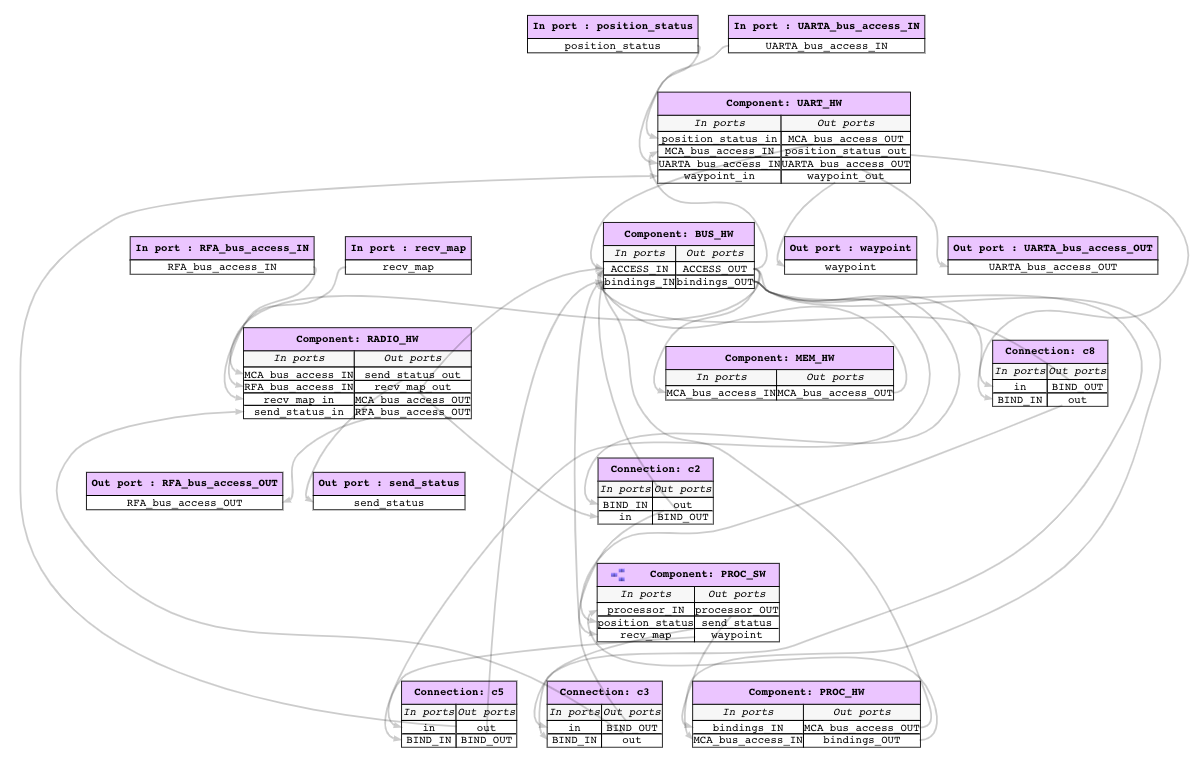 In port : position_status
position_status
In port : UARTA_bus_access_IN
UARTA_bus_access_IN
Component: UART_HW
In ports Out ports
position_status_in MCA_bus_access_OUT
MCA_bus_access_IN position_status_out
UARTA_bus_access_IN UARTA_bus_access_OUT
waypoint_in waypoint_out
In port : RFA_bus_access_IN
RFA_bus_access_IN
In port : recv_map
recv_map
Component: BUS_HW
In ports Out ports
ACCESS_IN ACCESS_OUT
bindings_IN bindings_OUT
Out port : waypoint
waypoint
Out port : UARTA_bus_access_OUT
UARTA_bus_access_OUT
Component: RADIO_HW
In ports Out ports
MCA_bus_access_IN send_status_out
RFA_bus_access_IN recv_map_out
recv_map_in MCA_bus_access_OUT
send_status_in RFA_bus_access_OUT
Component: MEM_HW
In ports Out ports
MCA_bus_access_IN MCA_bus_access_OUT
Connection: c8
In ports Out ports
in BIND_OUT
BIND_IN out
Out port : RFA_bus_access_OUT
RFA_bus_access_OUT
Out port : send_status
send_status
Connection: c2
In ports Out ports
BIND_IN out
in BIND_OUT
Component: PROC_SW
In ports Out ports
processor_IN processor_OUT
position_status send_status
recv_map waypoint
Connection: c5
In ports Out ports
in out
BIND_IN BIND_OUT
Connection: c3
In ports Out ports
in BIND_OUT
BIND_IN out
Component: PROC_HW
In ports Out ports
bindings_IN MCA_bus_access_OUT
MCA_bus_access_IN bindings_OUT